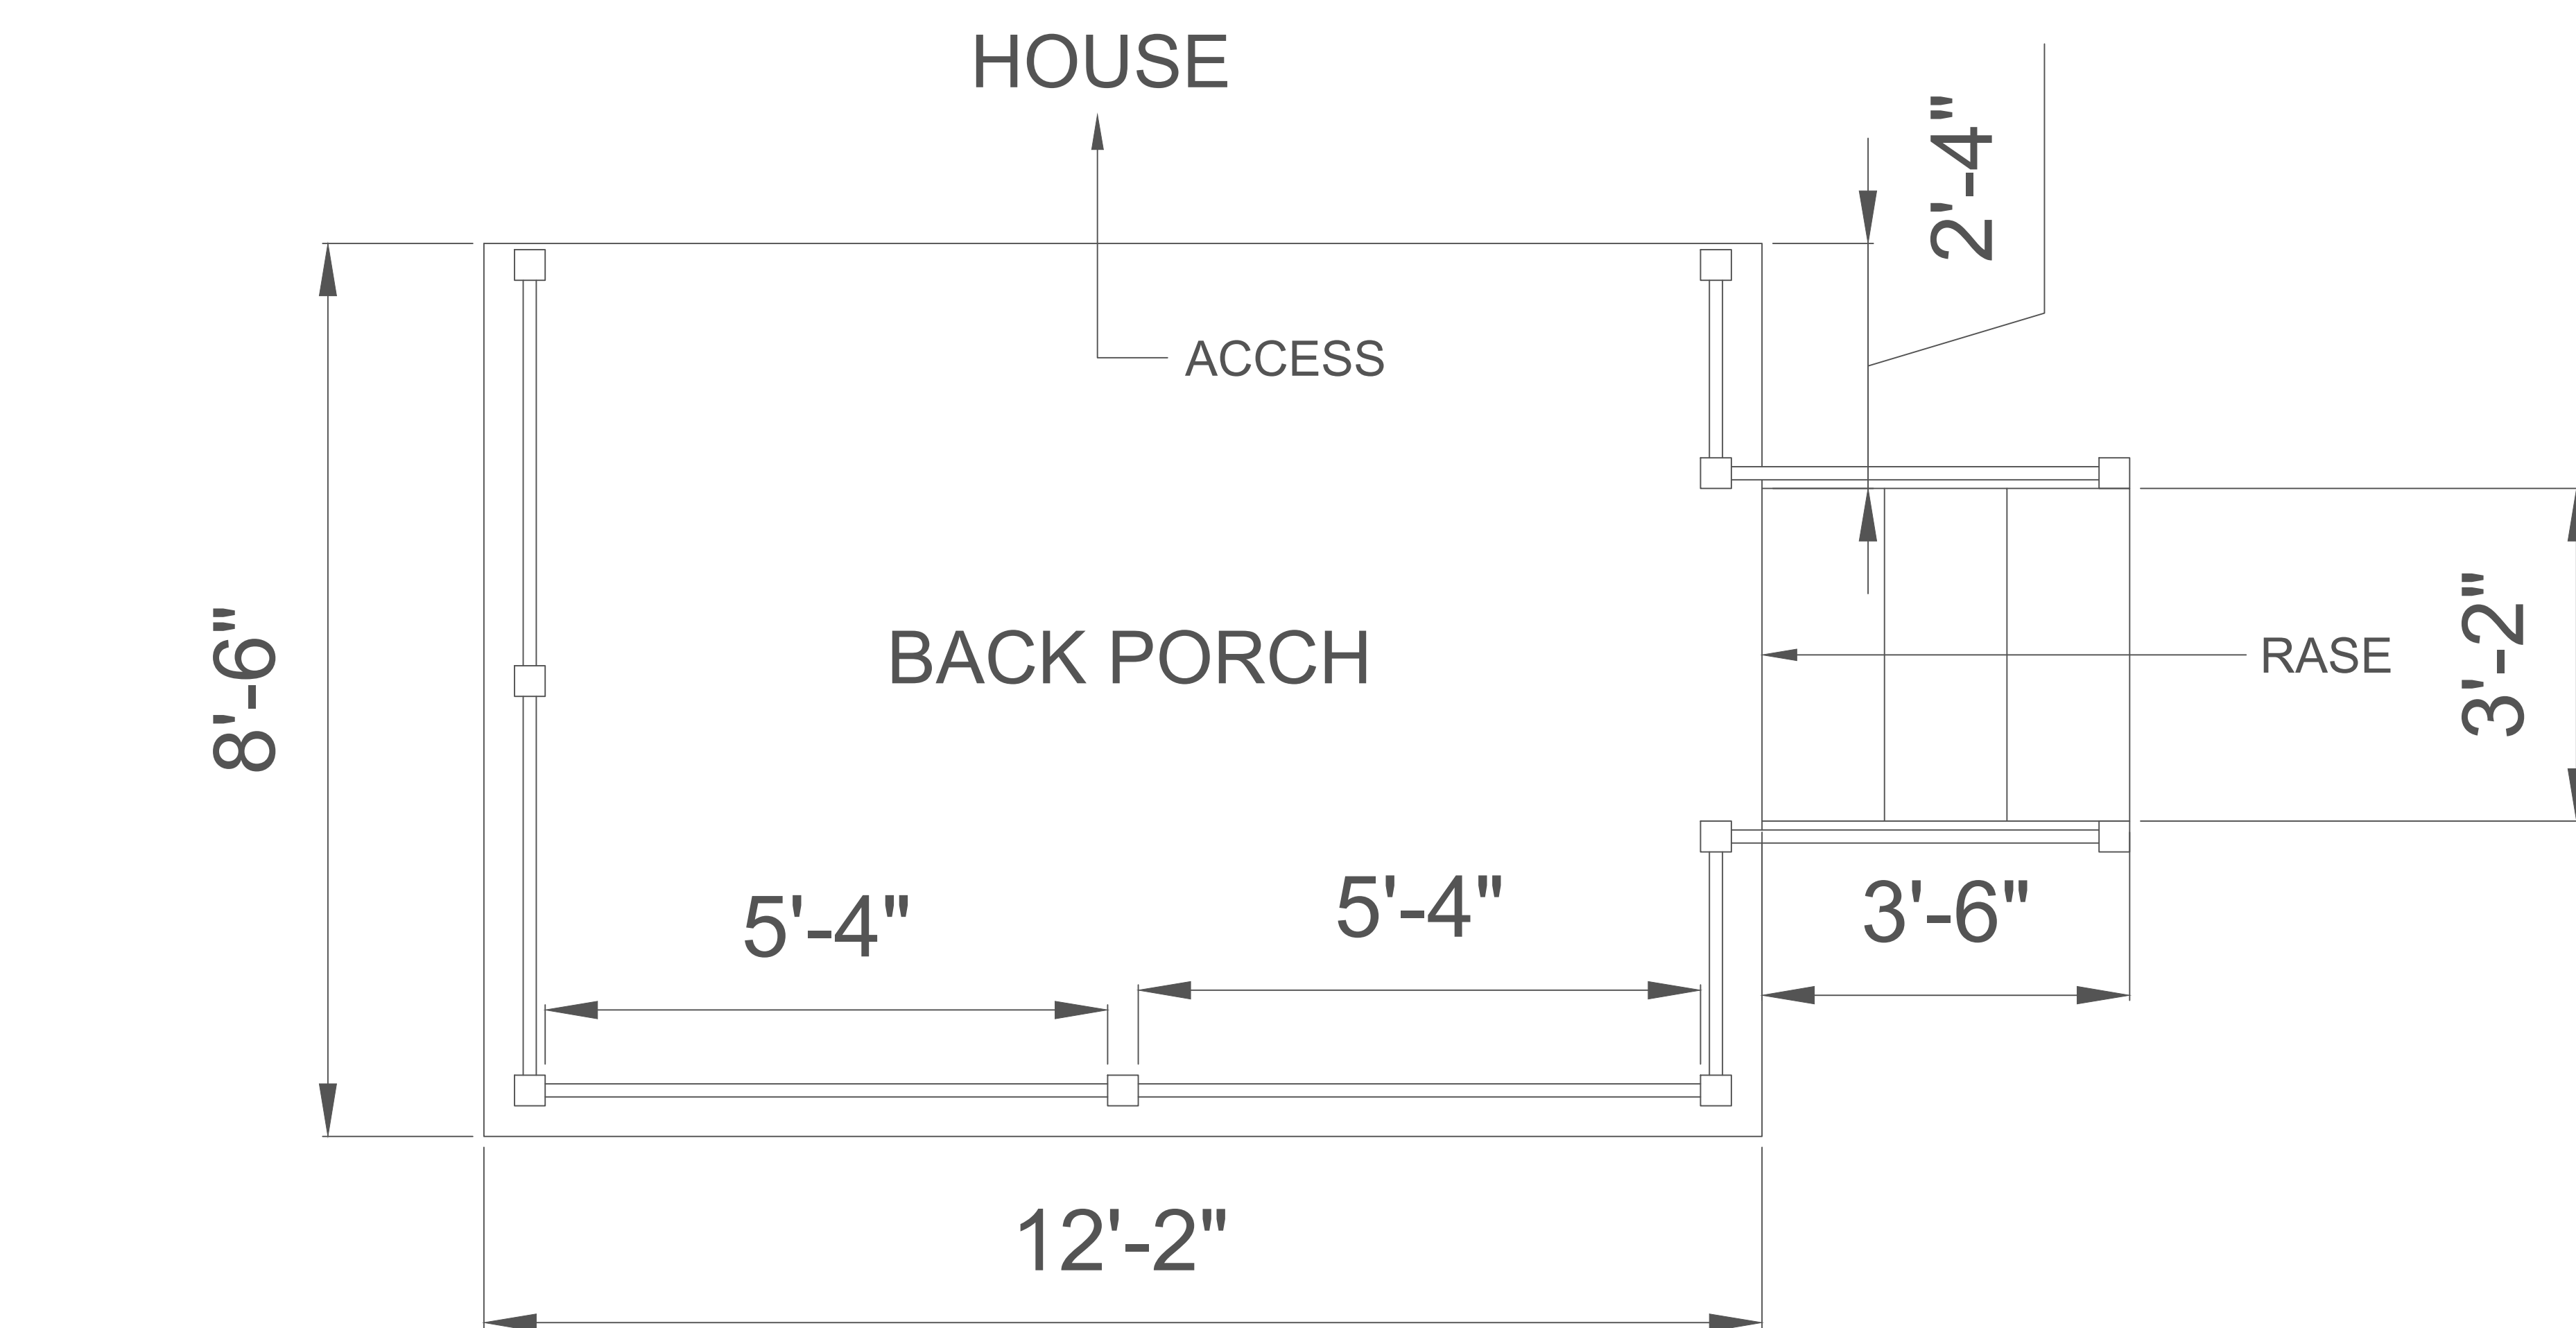 HOUSE
2'-4"
ACCESS
BACK PORCH
8'-6"
RASE
3'-2"
5'-4"
5'-4"
3'-6"
12'-2"